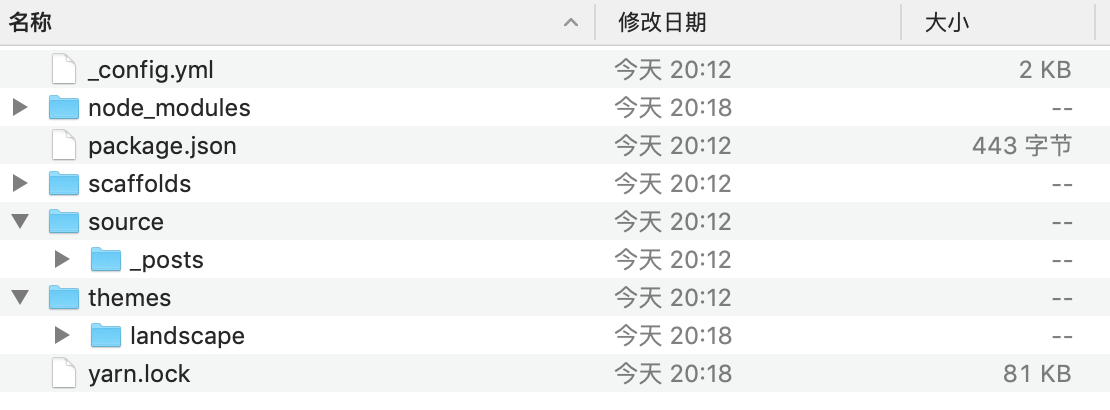 名称 修改日期 大小
_config.yml 今天 20:12 2 KB
node_modules 今天 20:18 --
package.json 今天 20:12 443 字节
scaffolds 今天 20:12 --
source 今天 20:12 --
_posts 今天 20:12 --
themes 今天 20:12 --
landscape 今天 20:18 --
yarn.lock 今天 20:18 81 KB